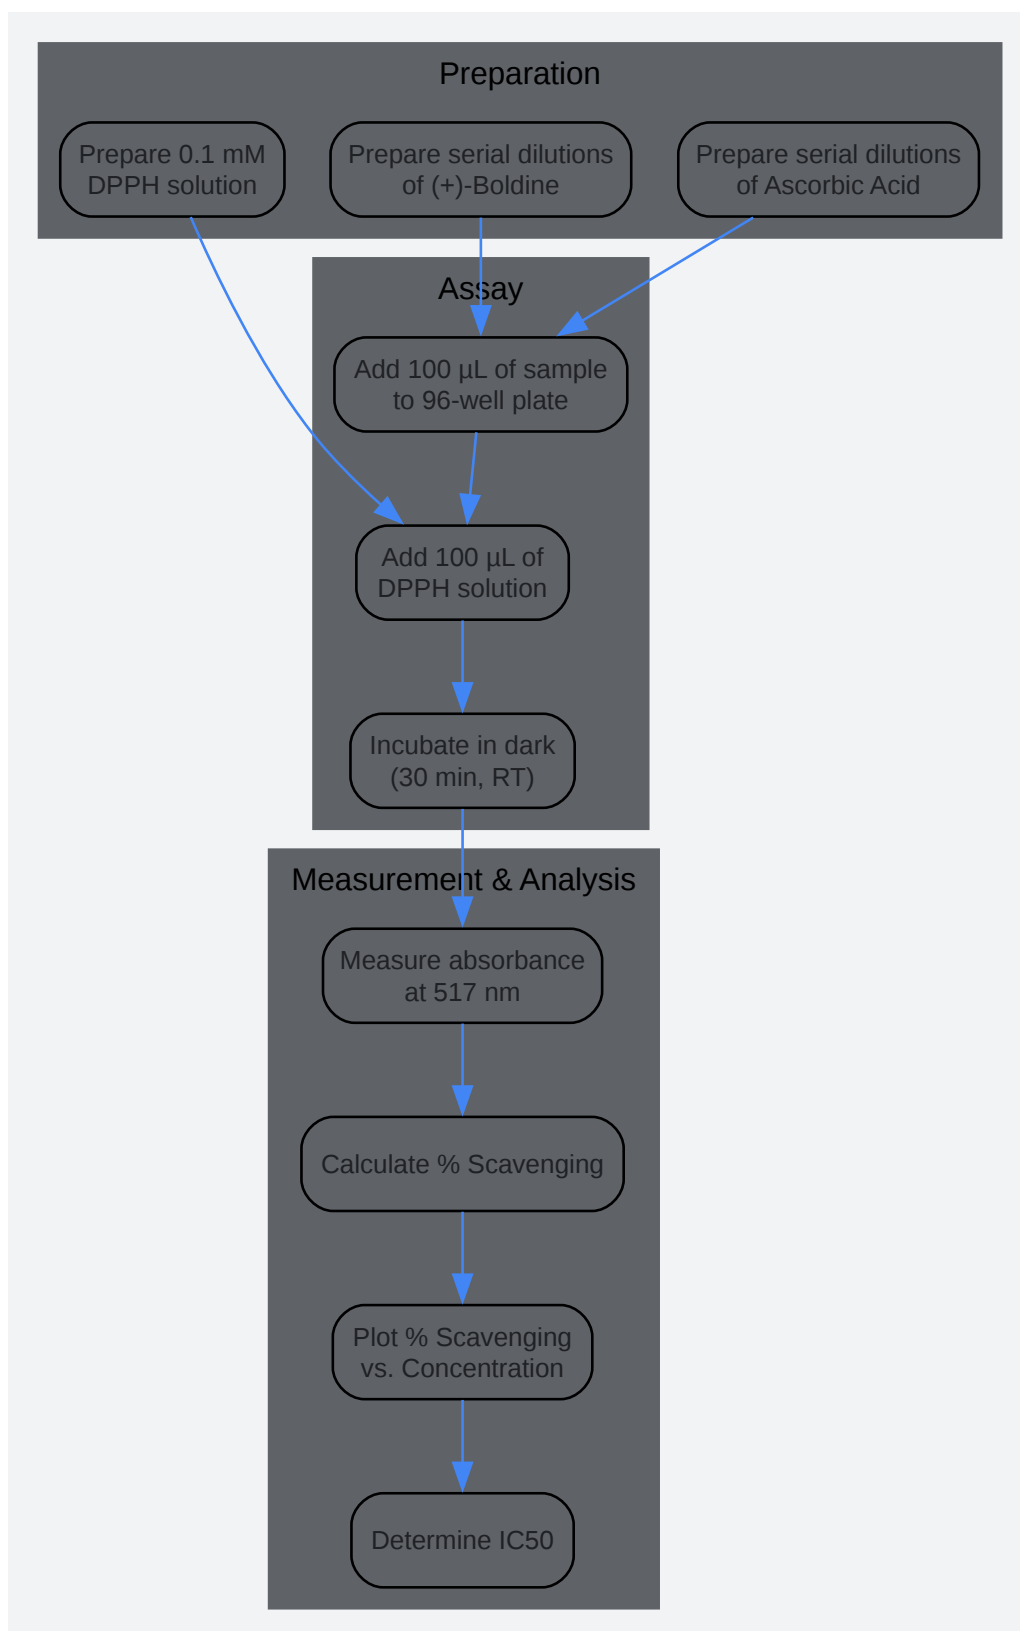 Preparation
Prepare 0.1 mM
DPPH solution
Prepare serial dilutions
of (+)-Boldine
Prepare serial dilutions
of Ascorbic Acid
Assay
Add 100 µL of sample
to 96-well plate
Add 100 µL of
DPPH solution
Incubate in dark
(30 min, RT)
Measurement & Analysis
Measure absorbance
at 517 nm
Calculate % Scavenging
Plot % Scavenging
vs. Concentration
Determine IC50